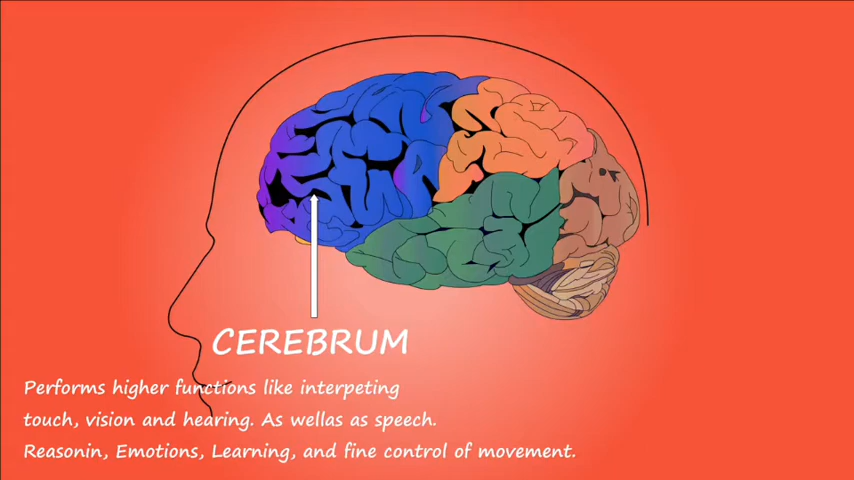 CEREBRUM
Performs higher functions like interpeting
touch, vision and hearing. As wellas as speech.
Reasonin, Emotions, Learning, and fine control of movement.